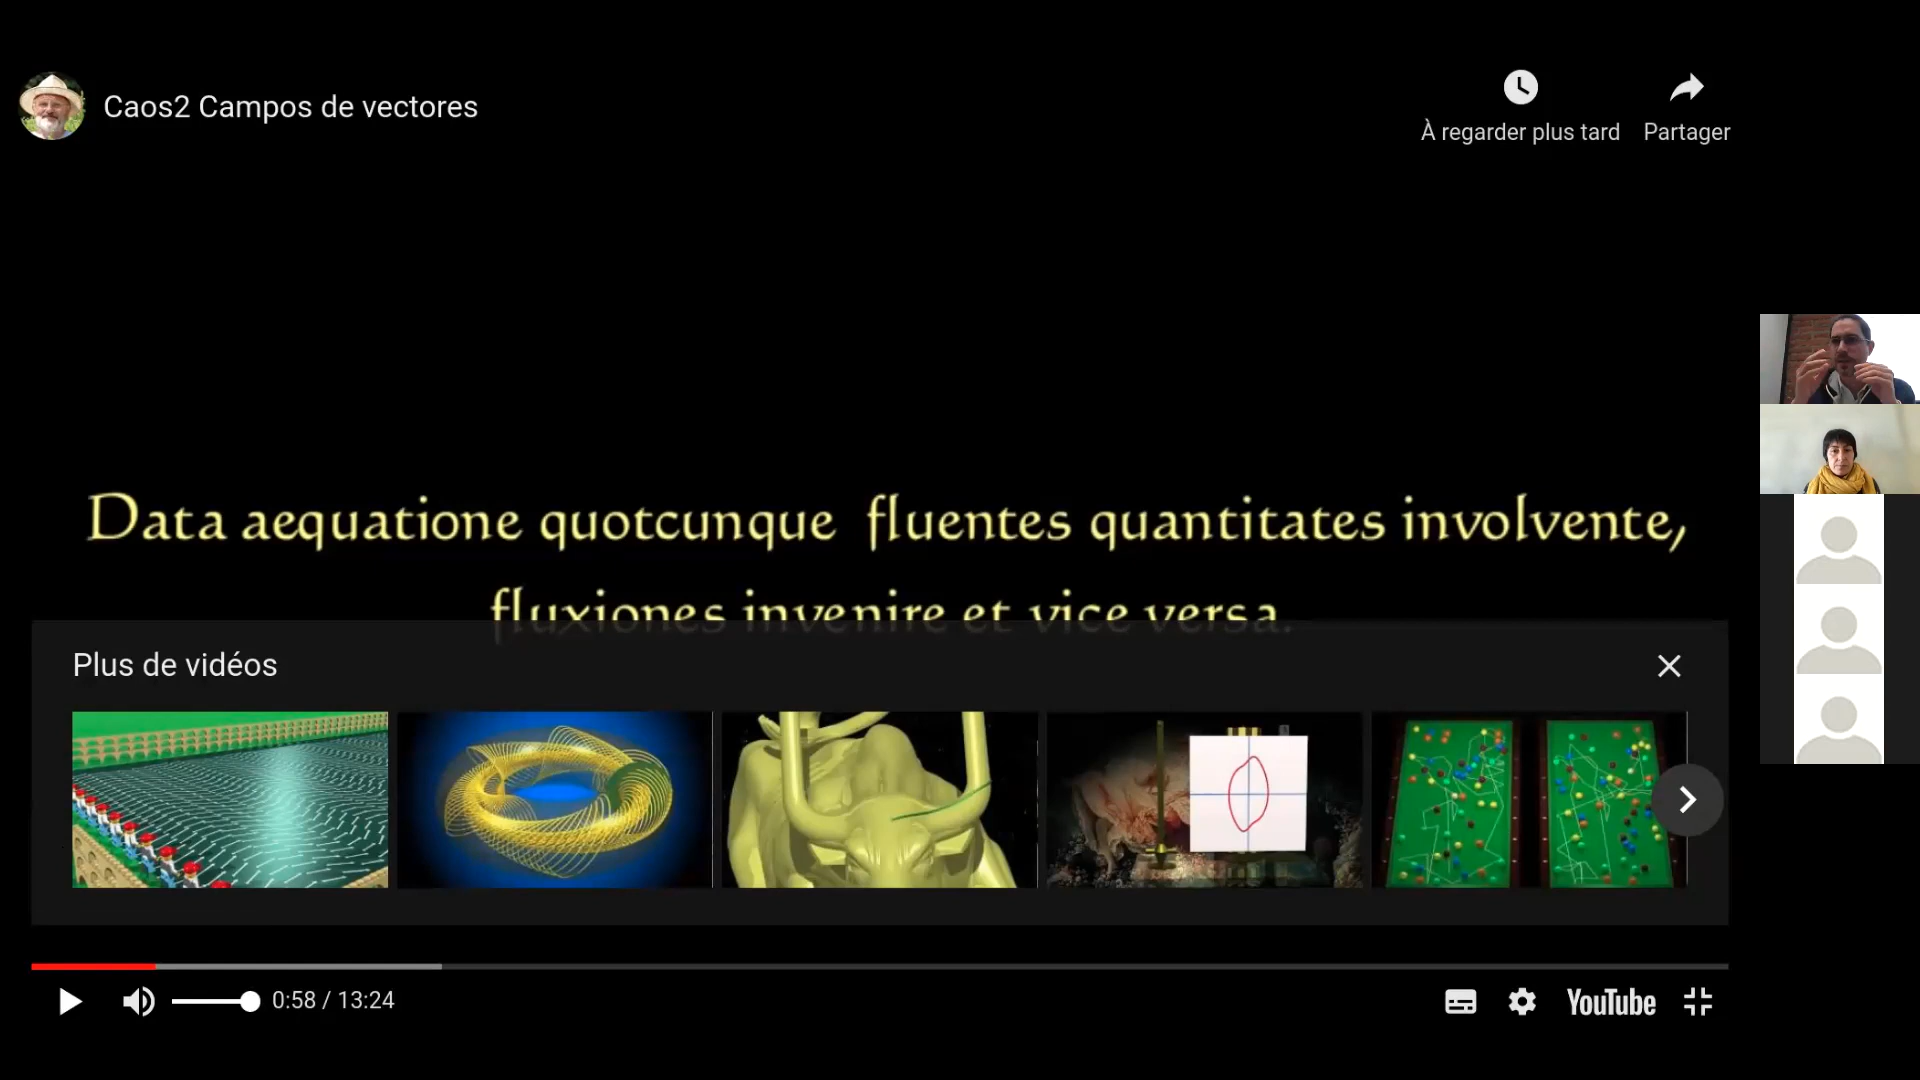 Caos2 Campos de vectores
À regarder plus tard
Partager
Data aequatione quotcunque fluentes quantitates involvente,
fluxiones invenire et vice versa.
Plus de vidéos
0:58 / 13:24
YouTube